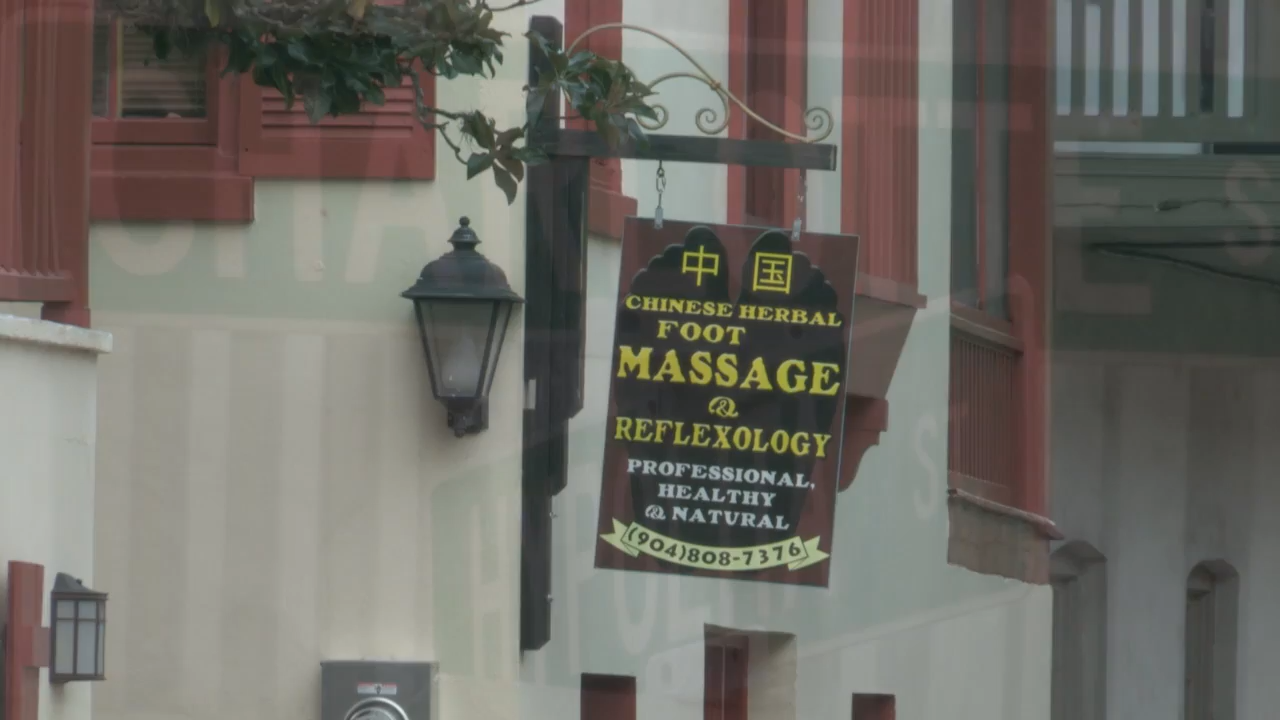 中 国
CHINESE HERBAL
FOOT
MASSAGE
&
REFLEXOLOGY
PROFESSIONAL,
HEALTHY
& NATURAL
(904)808-7376